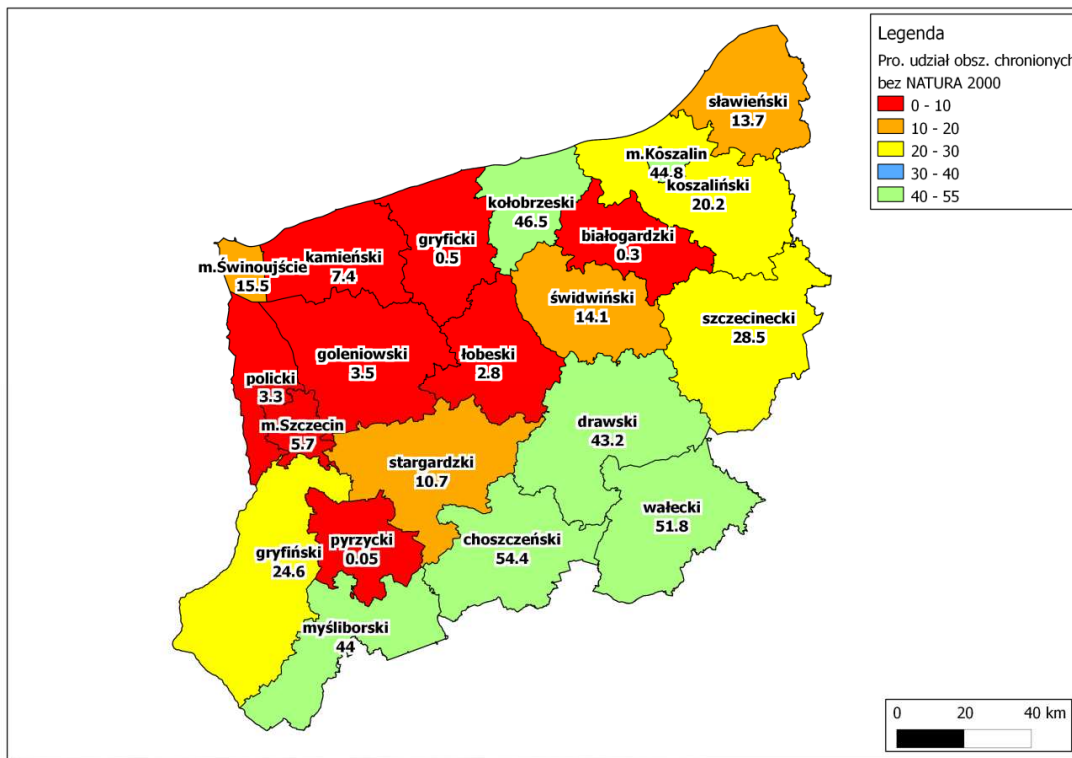 Legenda
Pro. udział obsz. chronionych
bez NATURA 2000
0 - 10
10 - 20
20 - 30
30 - 40
40 - 55
sławieński
13.7
m.Koszalin
44.8
koszaliński
20.2
kołobrzeski
46.5
białogardzki
0.3
gryficki
0.5
kamieński
7.4
m.Świnoujście
15.5
świdwiński
14.1
szczecinecki
28.5
goleniowski
3.5
łobeski
2.8
policki
3.3
m.Szczecin
5.7
drawski
43.2
stargardzki
10.7
wałecki
51.8
choszczeński
54.4
pyrzycki
0.05
gryfiński
24.6
myśliborski
44
0 20 40 km